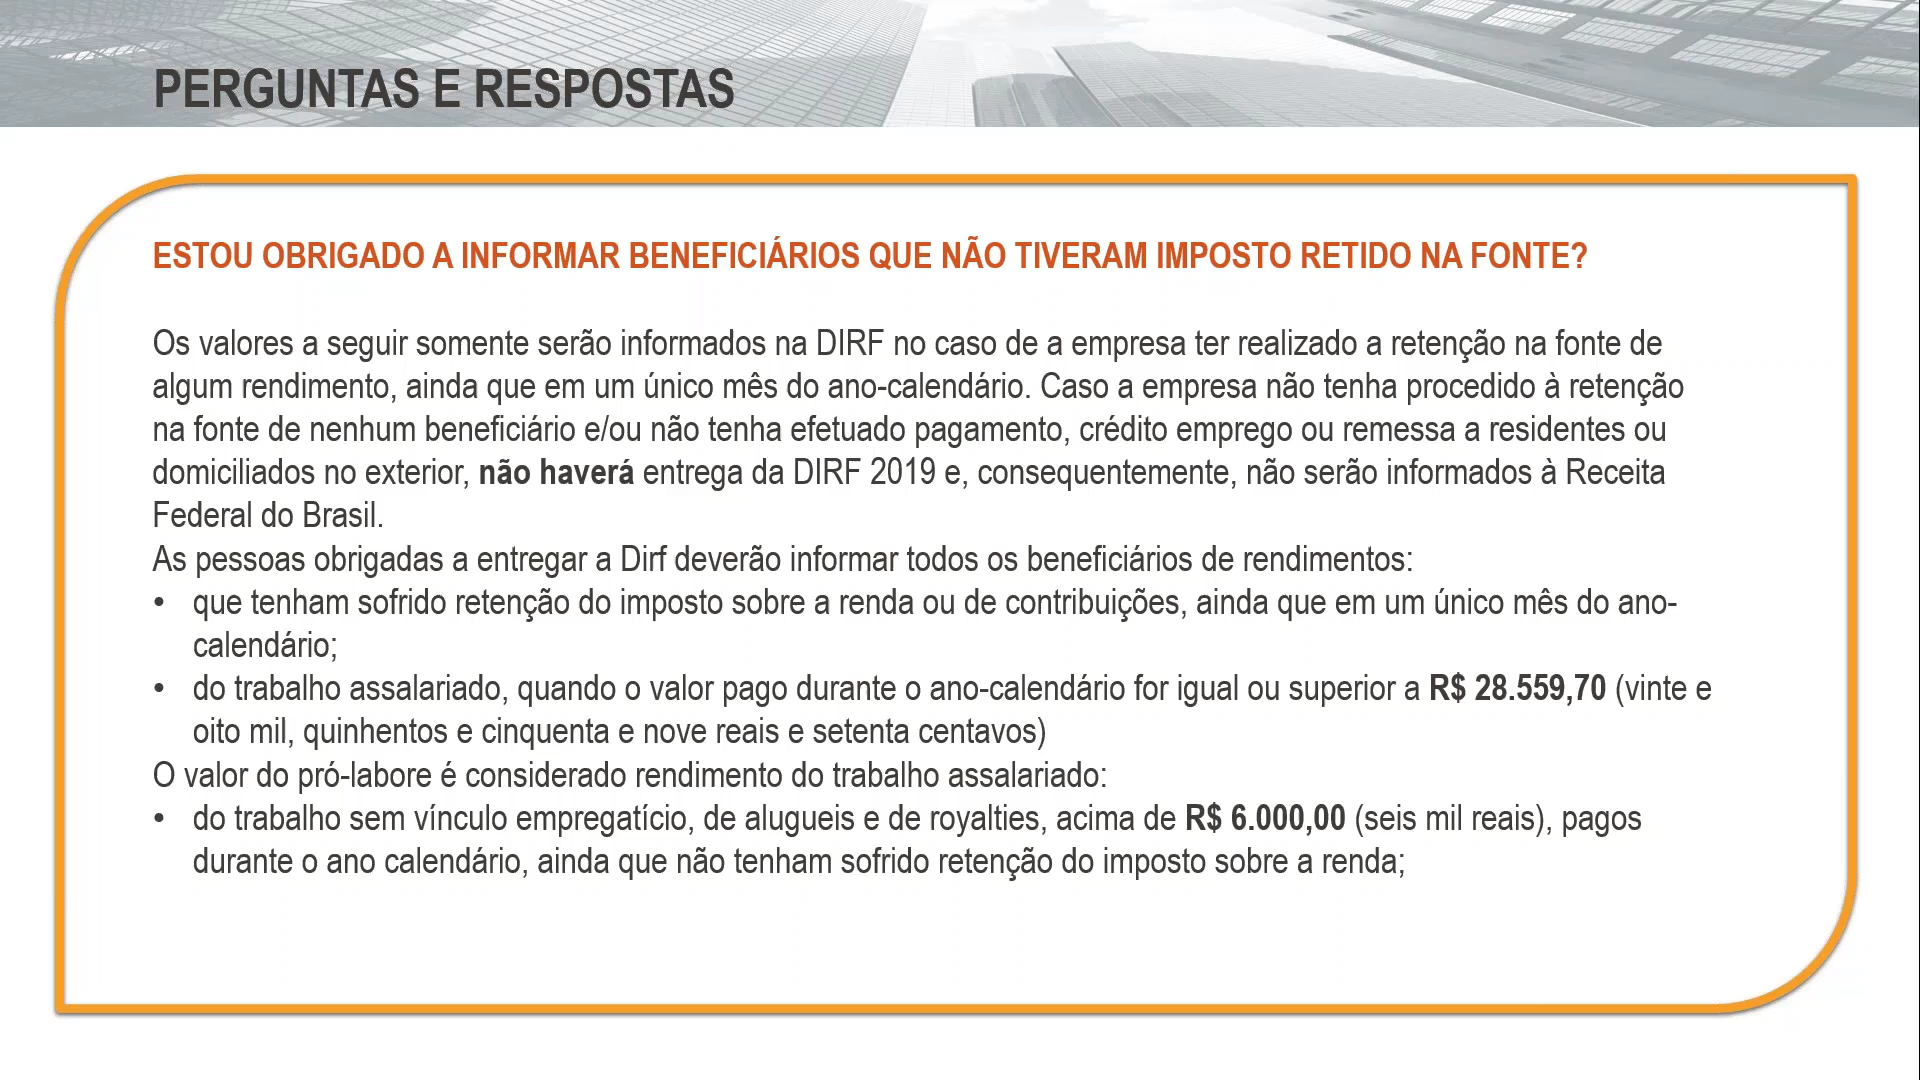 PERGUNTAS E RESPOSTAS
ESTOU OBRIGADO A INFORMAR BENEFICIÁRIOS QUE NÃO TIVERAM IMPOSTO RETIDO NA FONTE?
Os valores a seguir somente serão informados na DIRF no caso de a empresa ter realizado a retenção na fonte de
algum rendimento, ainda que em um único mês do ano-calendário. Caso a empresa não tenha procedido à retenção
na fonte de nenhum beneficiário e/ou não tenha efetuado pagamento, crédito emprego ou remessa a residentes ou
domiciliados no exterior, não haverá entrega da DIRF 2019 e, consequentemente, não serão informados à Receita
Federal do Brasil.
As pessoas obrigadas a entregar a Dirf deverão informar todos os beneficiários de rendimentos:
• que tenham sofrido retenção do imposto sobre a renda ou de contribuições, ainda que em um único mês do ano-
calendário;
• do trabalho assalariado, quando o valor pago durante o ano-calendário for igual ou superior a R$ 28.559,70 (vinte e
oito mil, quinhentos e cinquenta e nove reais e setenta centavos)
O valor do pró-labore é considerado rendimento do trabalho assalariado:
• do trabalho sem vínculo empregatício, de alugueis e de royalties, acima de R$ 6.000,00 (seis mil reais), pagos
durante o ano calendário, ainda que não tenham sofrido retenção do imposto sobre a renda;